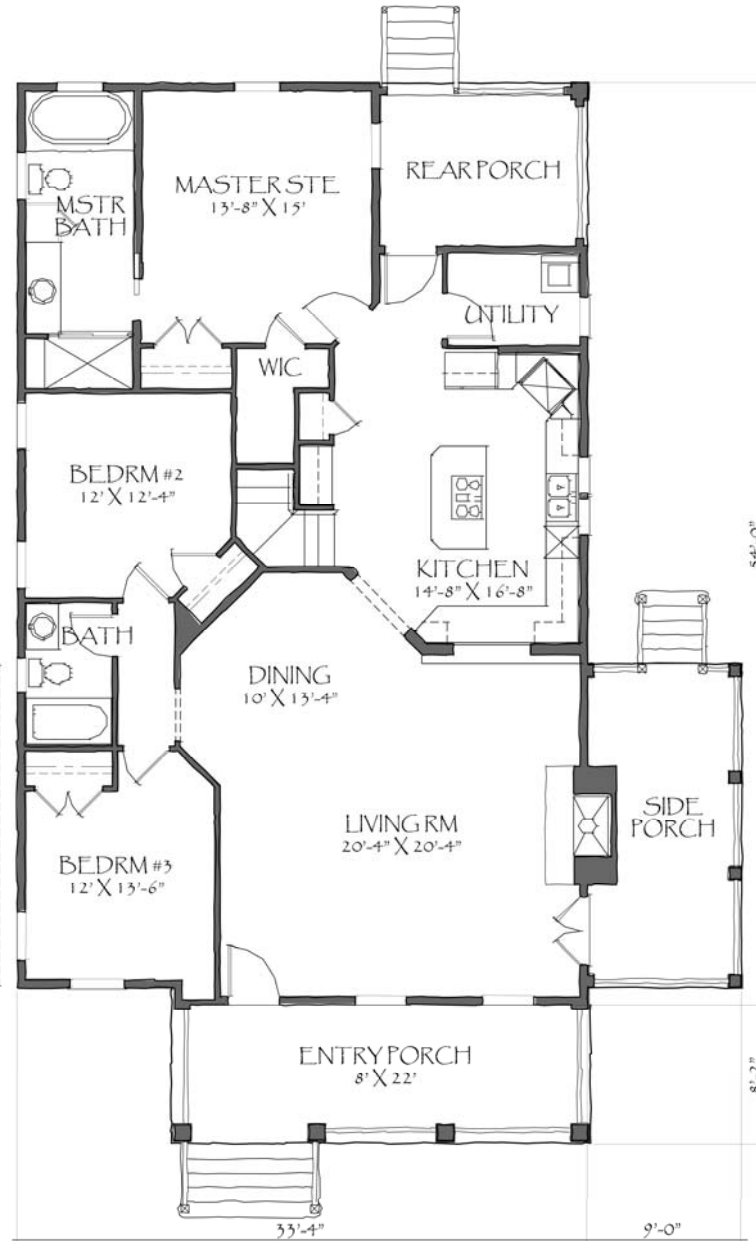 REAR PORCH
MASTER STE
13'-8" X 15'
MSTR
BATH
UTILITY
WIC
BEDRM #2
12' X 12'-4"
KITCHEN
14'-8" X 16'-8"
BATH
DINING
10' X 13'-4"
SIDE
PORCH
LIVING RM
20'-4" X 20'-4"
BEDRM #3
12' X 13'-6"
ENTRY PORCH
8' X 22'
33'-4"
9'-0"